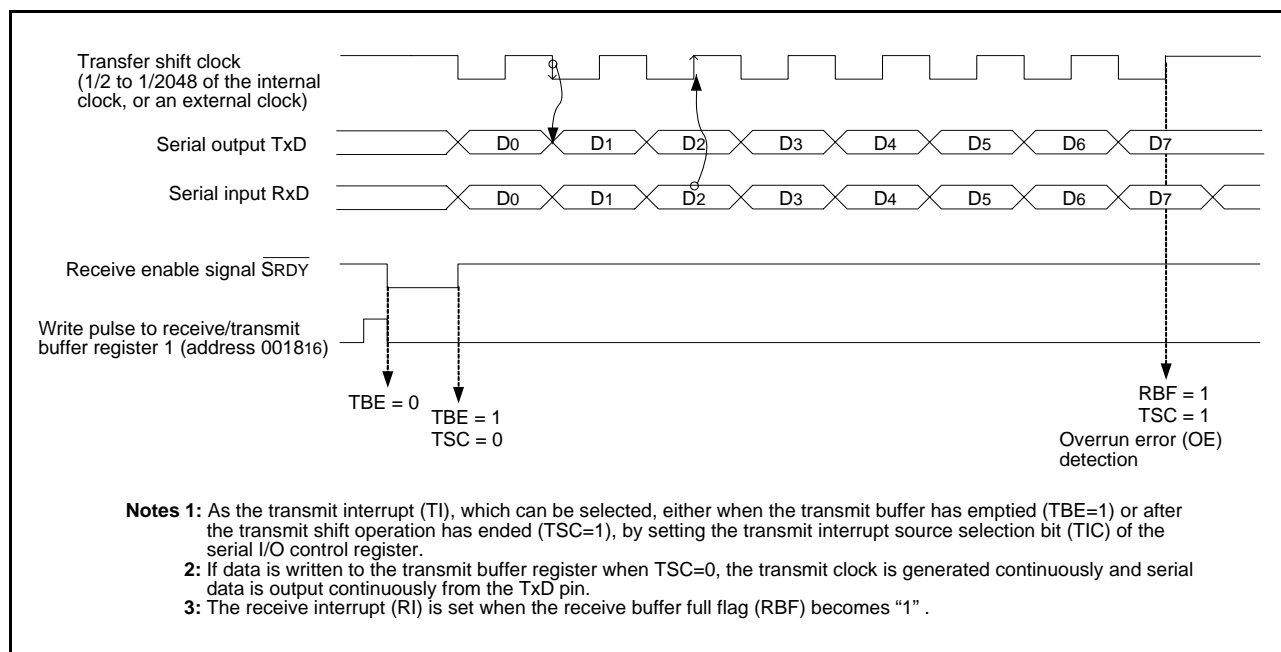 Transfer shift clock
(1/2 to 1/2048 of the internal
clock, or an external clock)
Serial output TxD
D0 D1 D2 D3 D4 D5 D6 D7
Serial input RxD
D0 D1 D2 D3 D4 D5 D6 D7
Receive enable signal SRDY
Write pulse to receive/transmit
buffer register 1 (address 001816)
TBE = 0
TBE = 1
TSC = 0
RBF = 1
TSC = 1
Overrun error (OE)
detection
Notes 1: As the transmit interrupt (TI), which can be selected, either when the transmit buffer has emptied (TBE=1) or after
the transmit shift operation has ended (TSC=1), by setting the transmit interrupt source selection bit (TIC) of the
serial I/O control register.
2: If data is written to the transmit buffer register when TSC=0, the transmit clock is generated continuously and serial
data is output continuously from the TxD pin.
3: The receive interrupt (RI) is set when the receive buffer full flag (RBF) becomes “1” .